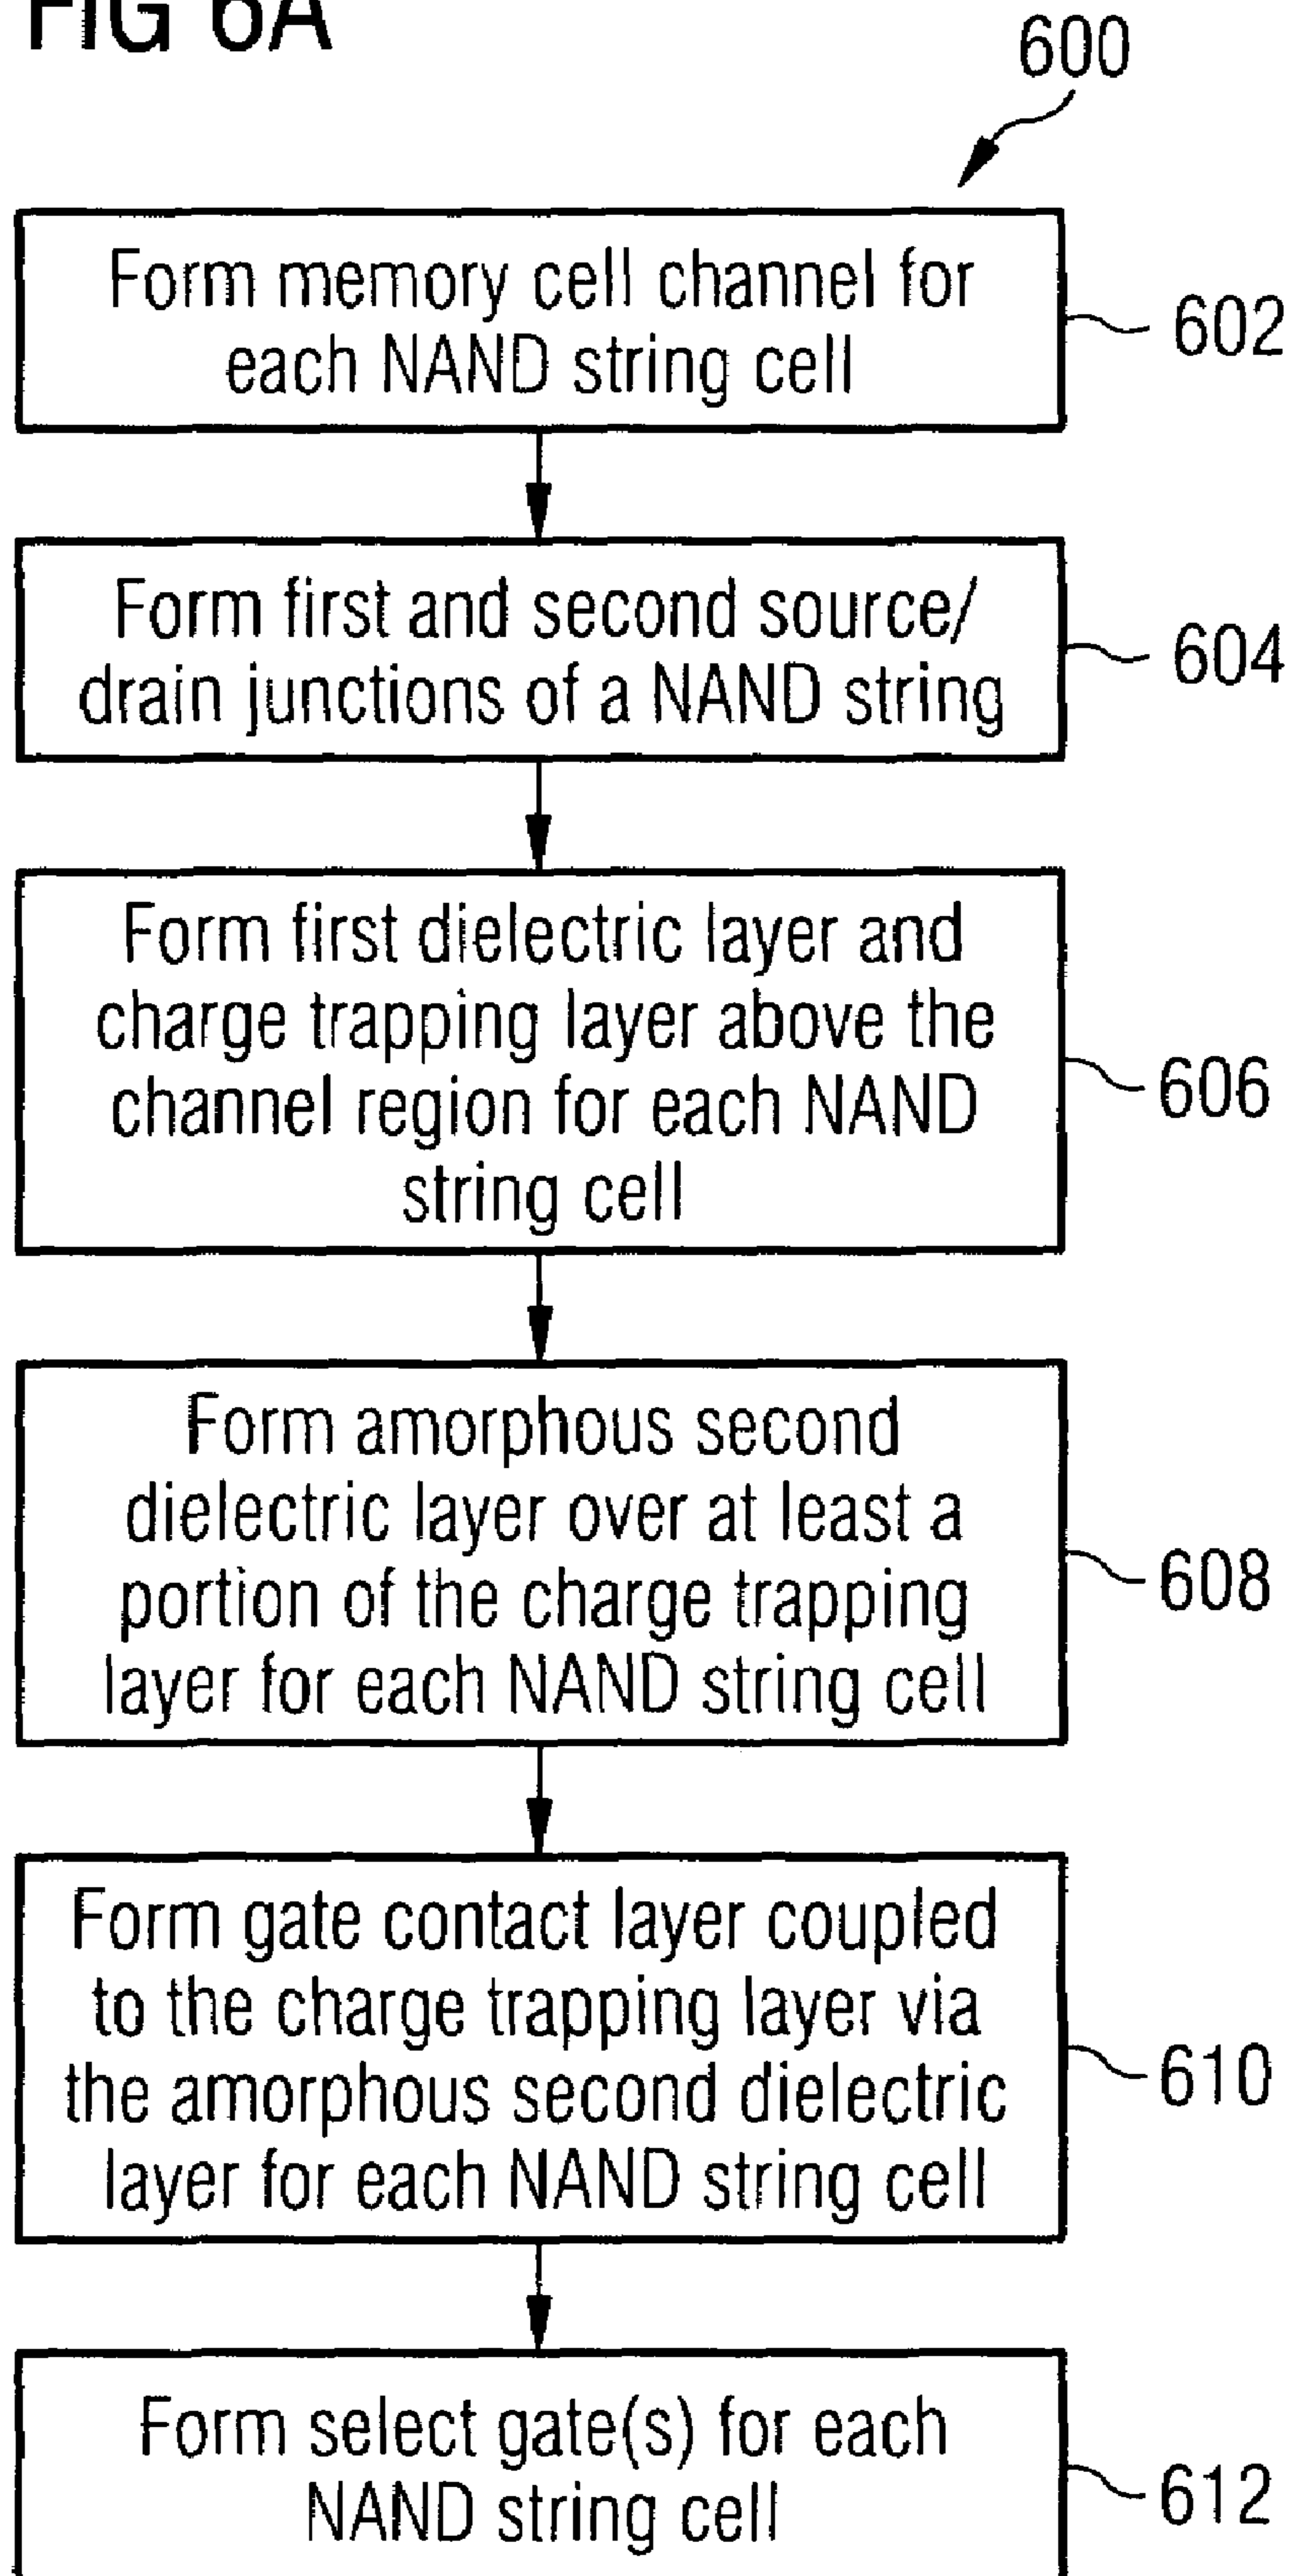 FIG 6A
600
Form memory cell channel for
each NAND string cell
602
Form first and second source/
drain junctions of a NAND string
604
Form first dielectric layer and
charge trapping layer above the
channel region for each NAND
string cell
606
Form amorphous second
dielectric layer over at least a
portion of the charge trapping
layer for each NAND string cell
608
Form gate contact layer coupled
to the charge trapping layer via
the amorphous second dielectric
layer for each NAND string cell
610
Form select gate(s) for each
NAND string cell
612